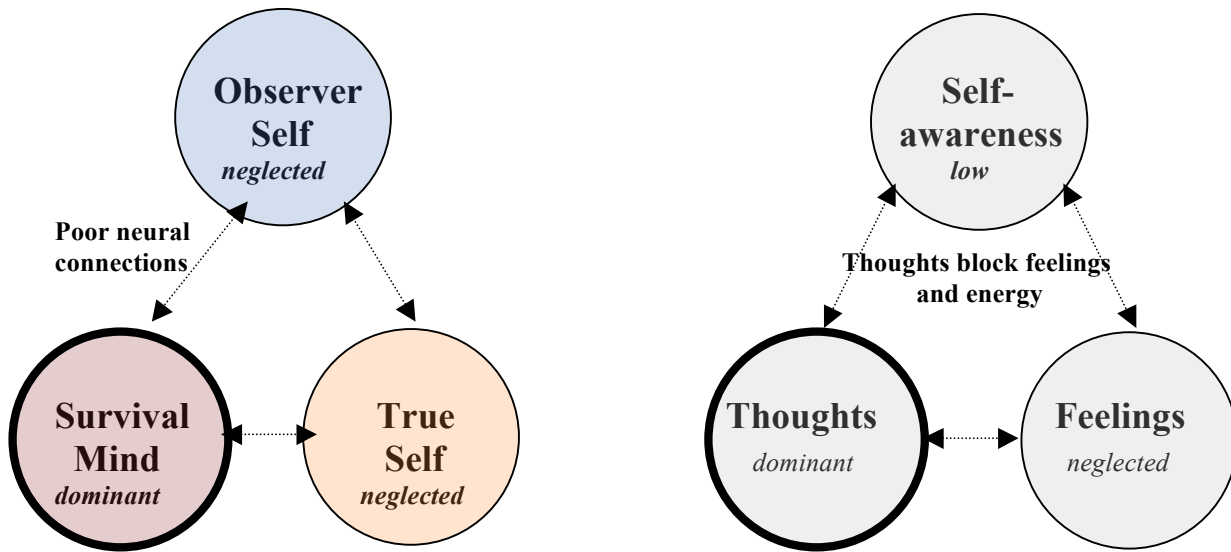 Observer
Self
neglected
Poor neural
connections
Survival
Mind
dominant
True
Self
neglected
Self-
awareness
low
Thoughts block feelings
and energy
Thoughts
dominant
Feelings
neglected